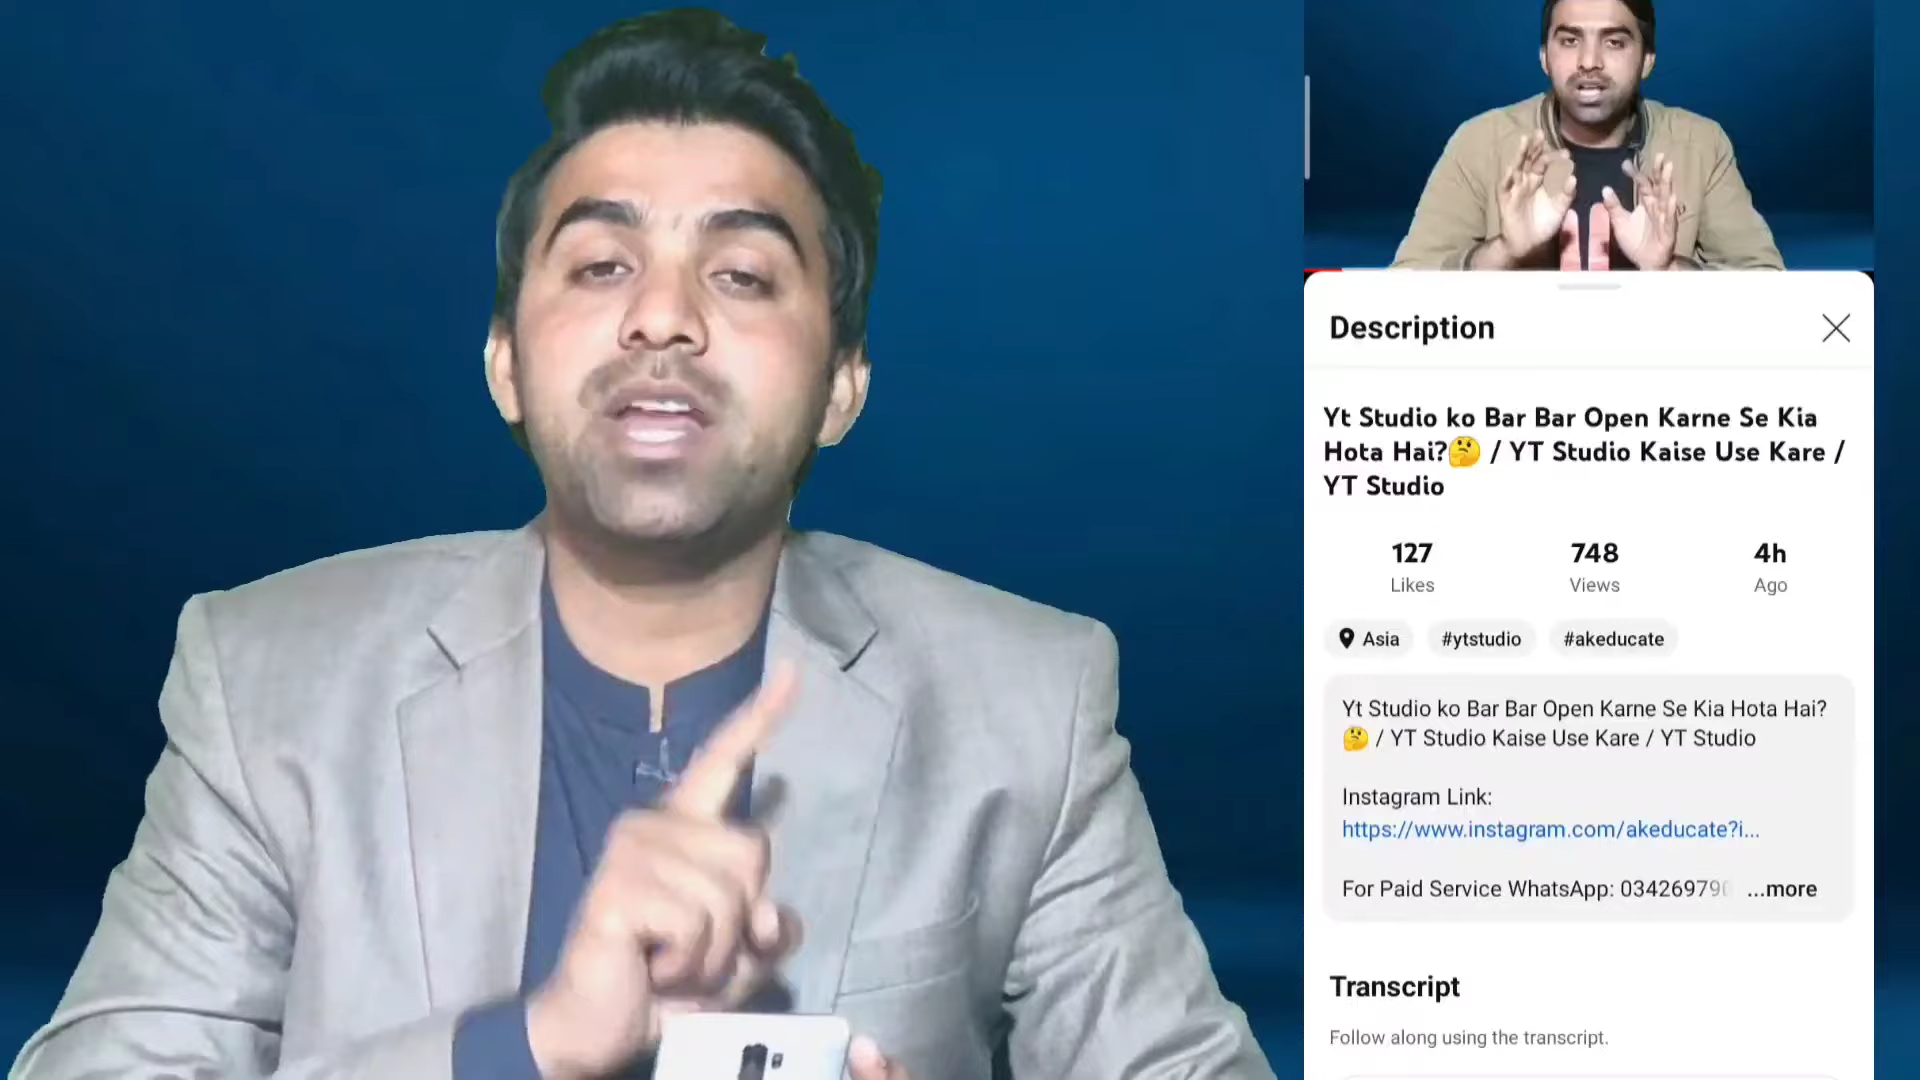 Description
Yt Studio ko Bar Bar Open Karne Se Kia
Hota Hai?🤔 / YT Studio Kaise Use Kare /
YT Studio
127 748 4h
Likes Views Ago
Asia #ytstudio #akeducate
Yt Studio ko Bar Bar Open Karne Se Kia Hota Hai?
🤔 / YT Studio Kaise Use Kare / YT Studio
Instagram Link:
https://www.instagram.com/akeducate?i...
For Paid Service WhatsApp: 034269790 ...more
Transcript
Follow along using the transcript.